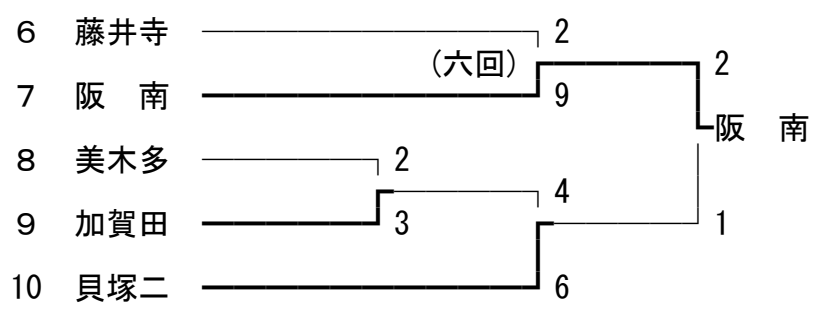 6 藤井寺 2
(六回) 2
7 阪 南 9
阪 南
8 美木多 2
4
9 加賀田 3 1
10 貝塚二 6